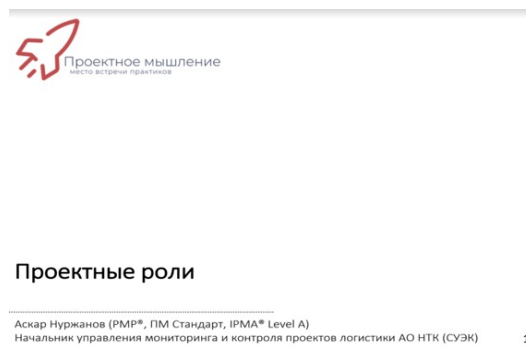 Проектное мышление
место встречи практиков
Проектные роли
Аскар Нуржанов (PMP®, ПМ Стандарт, IPMA® Level A)
Начальник управления мониторинга и контроля проектов логистики АО НТК (СУЭК)